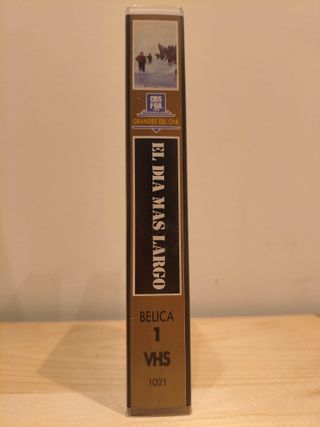 CBS
FOX
GRANDES DEL CINE
EL DIA MAS LARGO
BELICA
1
VHS
1021